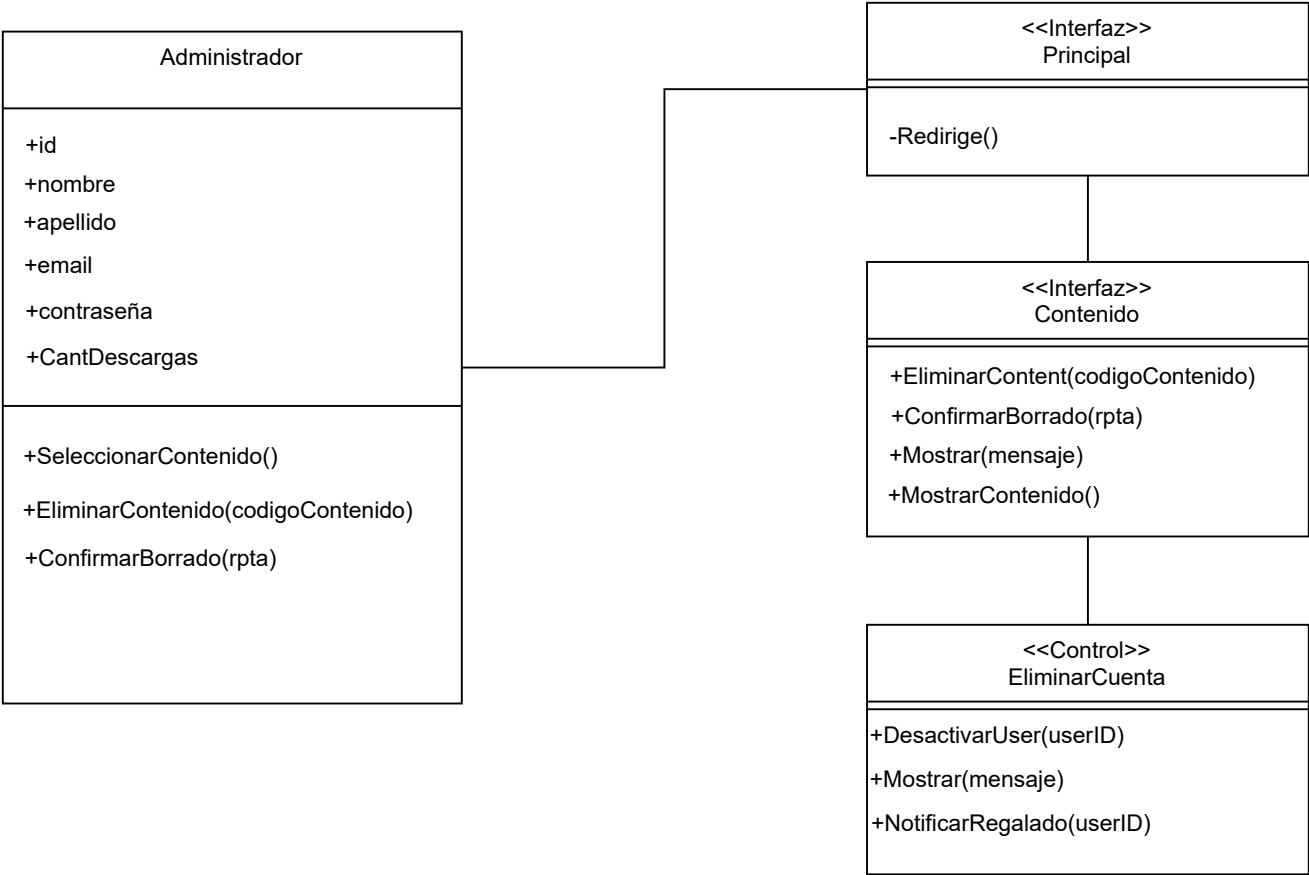 Administrador
+id
+nombre
+apellido
+email
+contraseña
+CantDescargas
+SeleccionarContenido()
+EliminarContenido(codigoContenido)
+ConfirmarBorrado(rpta)
<<Interfaz>>
Principal
-Redirige()
<<Interfaz>>
Contenido
+EliminarContent(codigoContenido)
+ConfirmarBorrado(rpta)
+Mostrar(mensaje)
+MostrarContenido()
<<Control>>
EliminarCuenta
+DesactivarUser(userID)
+Mostrar(mensaje)
+NotificarRegalado(userID)